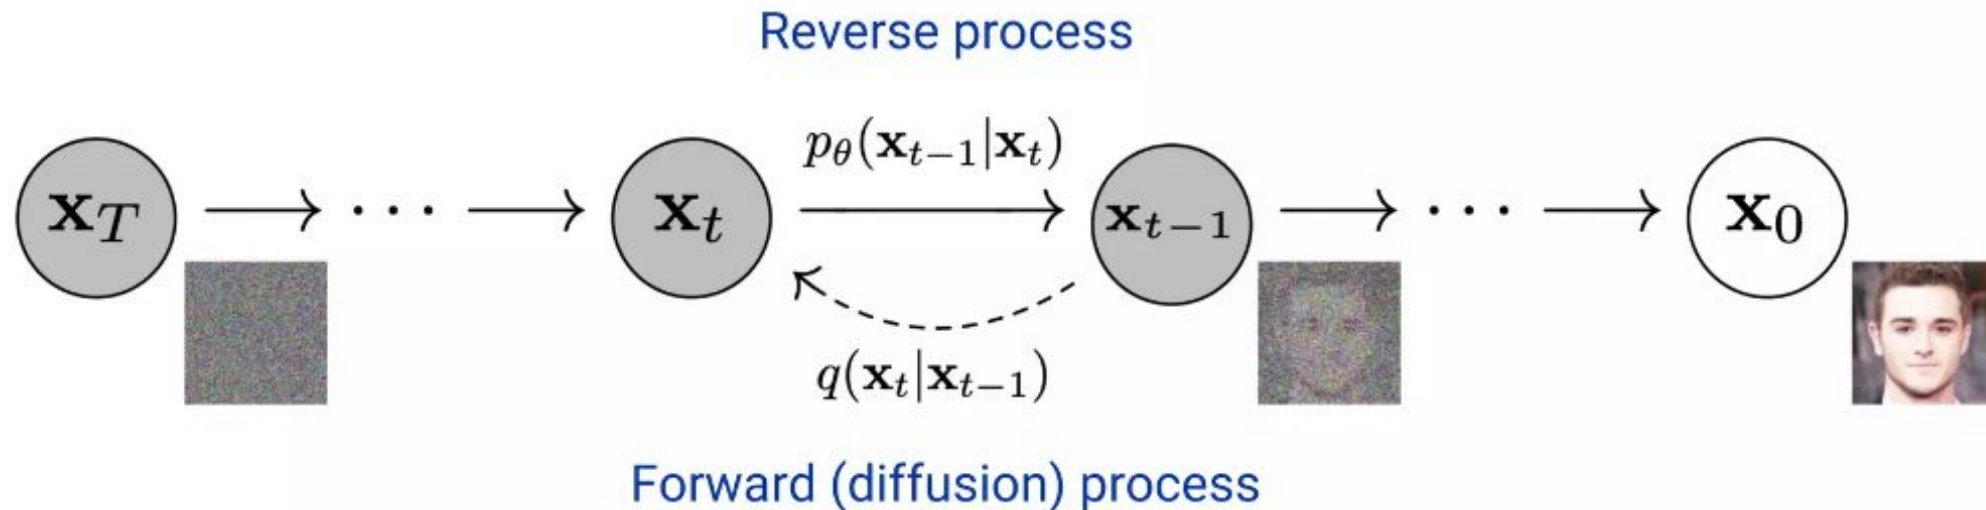 Reverse process
p_θ(x_{t−1}|x_t)
x_T → · · · → x_t → x_{t−1} → · · · → x_0
q(x_t|x_{t−1})
Forward (diffusion) process